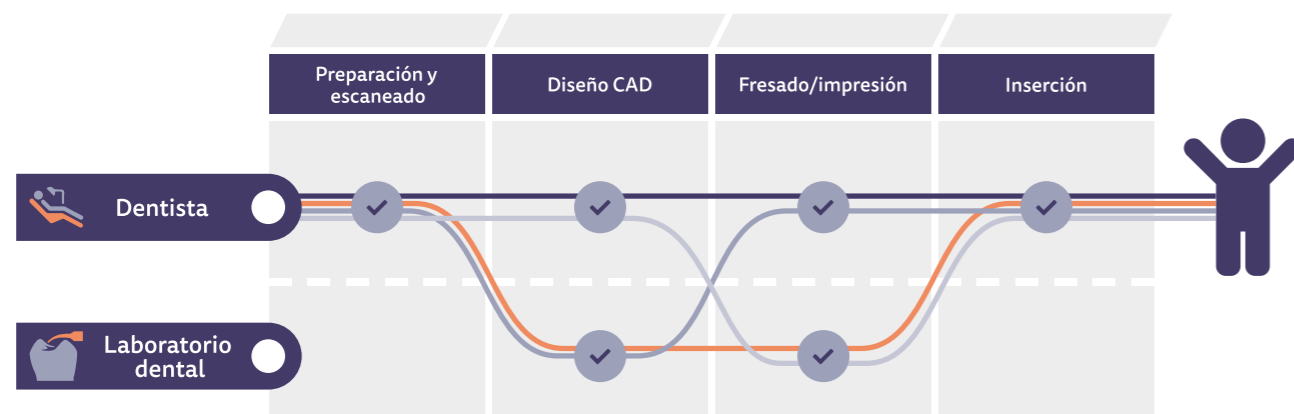 Preparación y
escaneado
Diseño CAD
Fresado/impresión
Inserción
Dentista
Laboratorio
dental